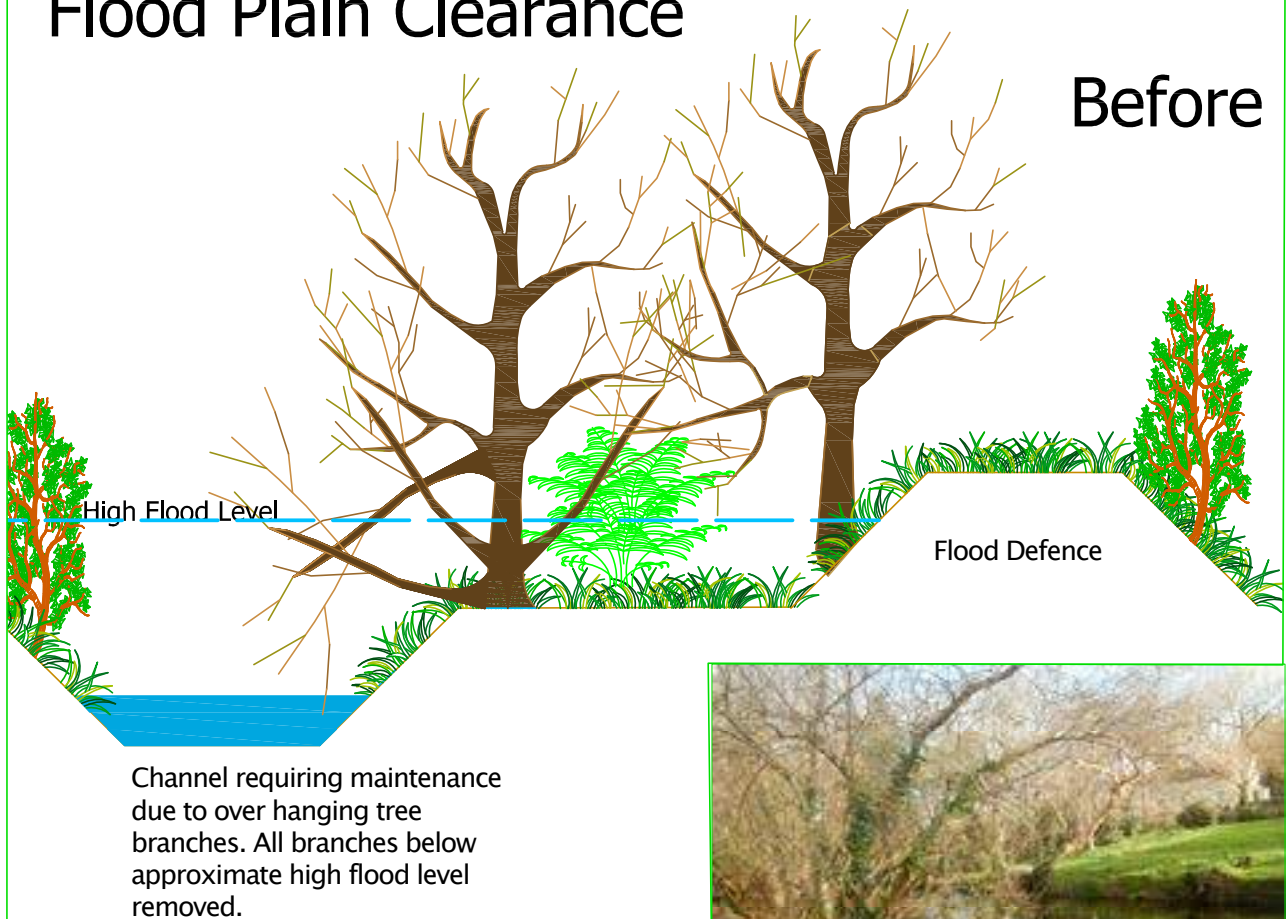 Flood Plain Clearance
Before
High Flood Level
Flood Defence
Channel requiring maintenance
due to over hanging tree
branches. All branches below
approximate high flood level
removed.